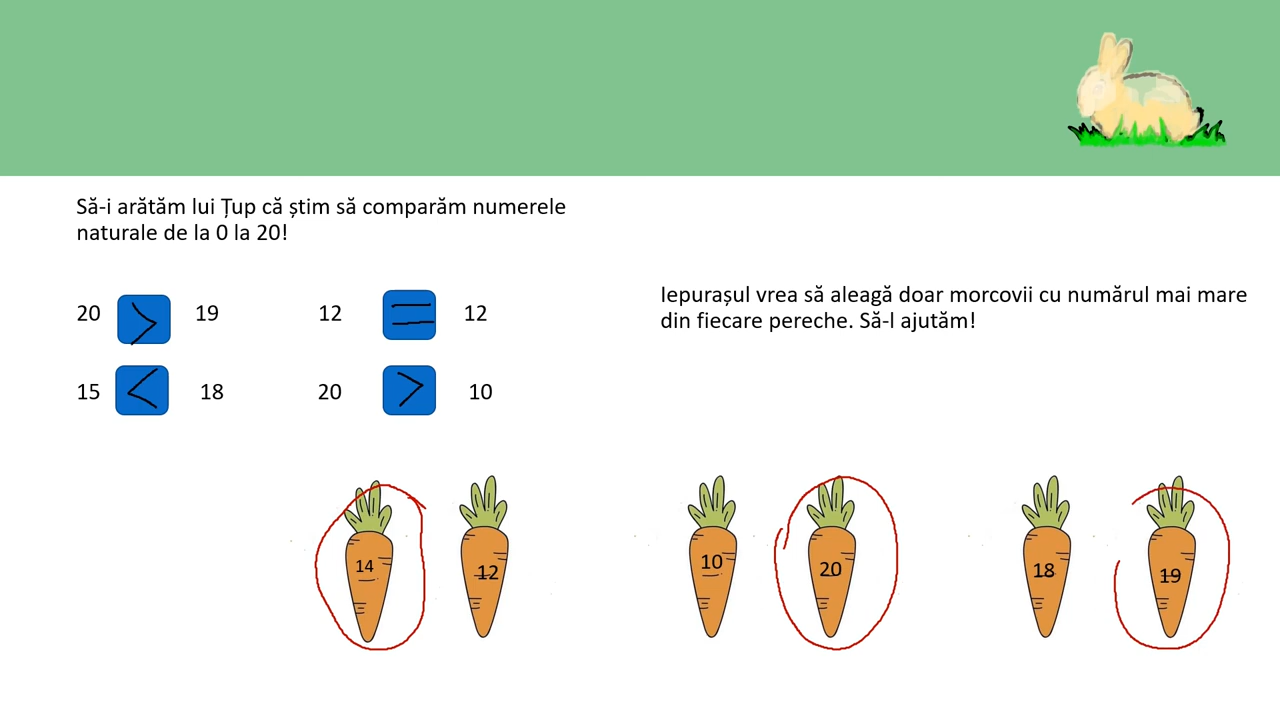 Să-i arătăm lui Țup că știm să comparăm numerele
naturale de la 0 la 20!
20 > 19 12 = 12
15 < 18 20 > 10
Iepurașul vrea să aleagă doar morcovii cu numărul mai mare
din fiecare pereche. Să-l ajutăm!
14 12 10 20 18 19